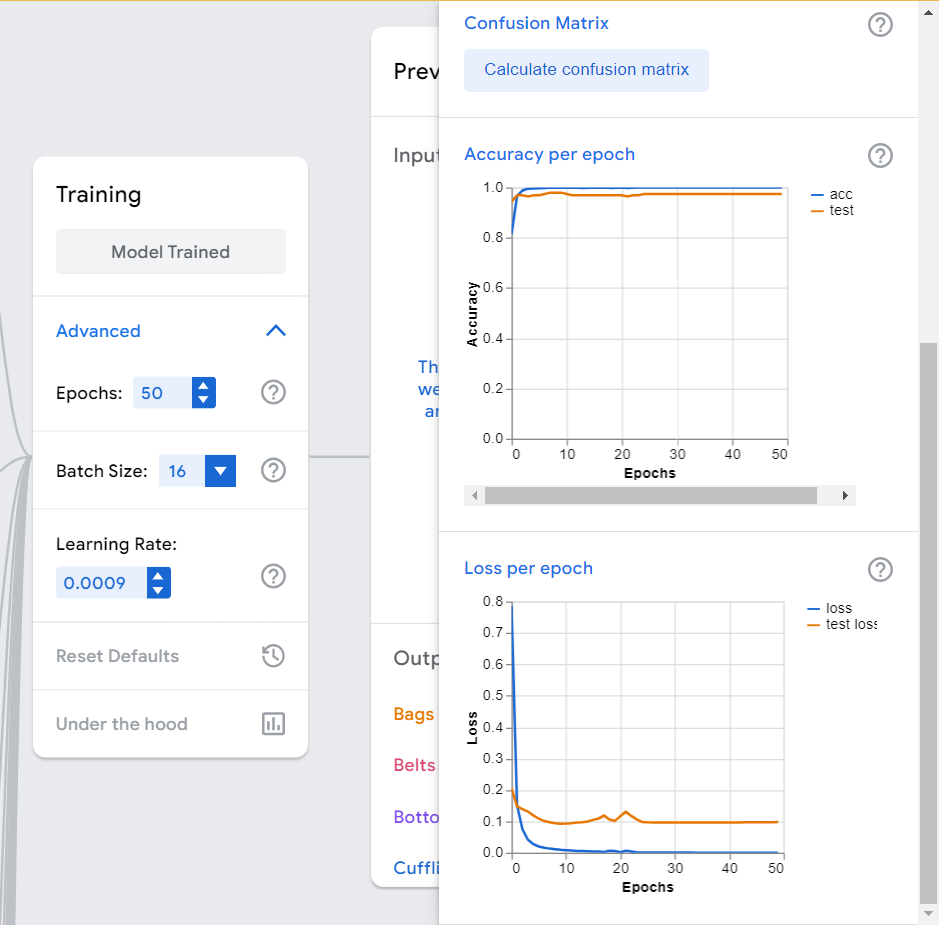 Training
Model Trained
Advanced
Epochs: 50
Batch Size: 16
Learning Rate:
0.0009
Reset Defaults
Under the hood
Prev
Input
Th
we
ar
Outp
Bags
Belts
Botto
Cuffli
Confusion Matrix
Calculate confusion matrix
Accuracy per epoch
1.0
0.8
0.6
0.4
0.2
0.0
Accuracy
0 10 20 30 40 50
Epochs
acc
test
Loss per epoch
0.8
0.7
0.6
0.5
0.4
0.3
0.2
0.1
0.0
Loss
0 10 20 30 40 50
Epochs
loss
test loss